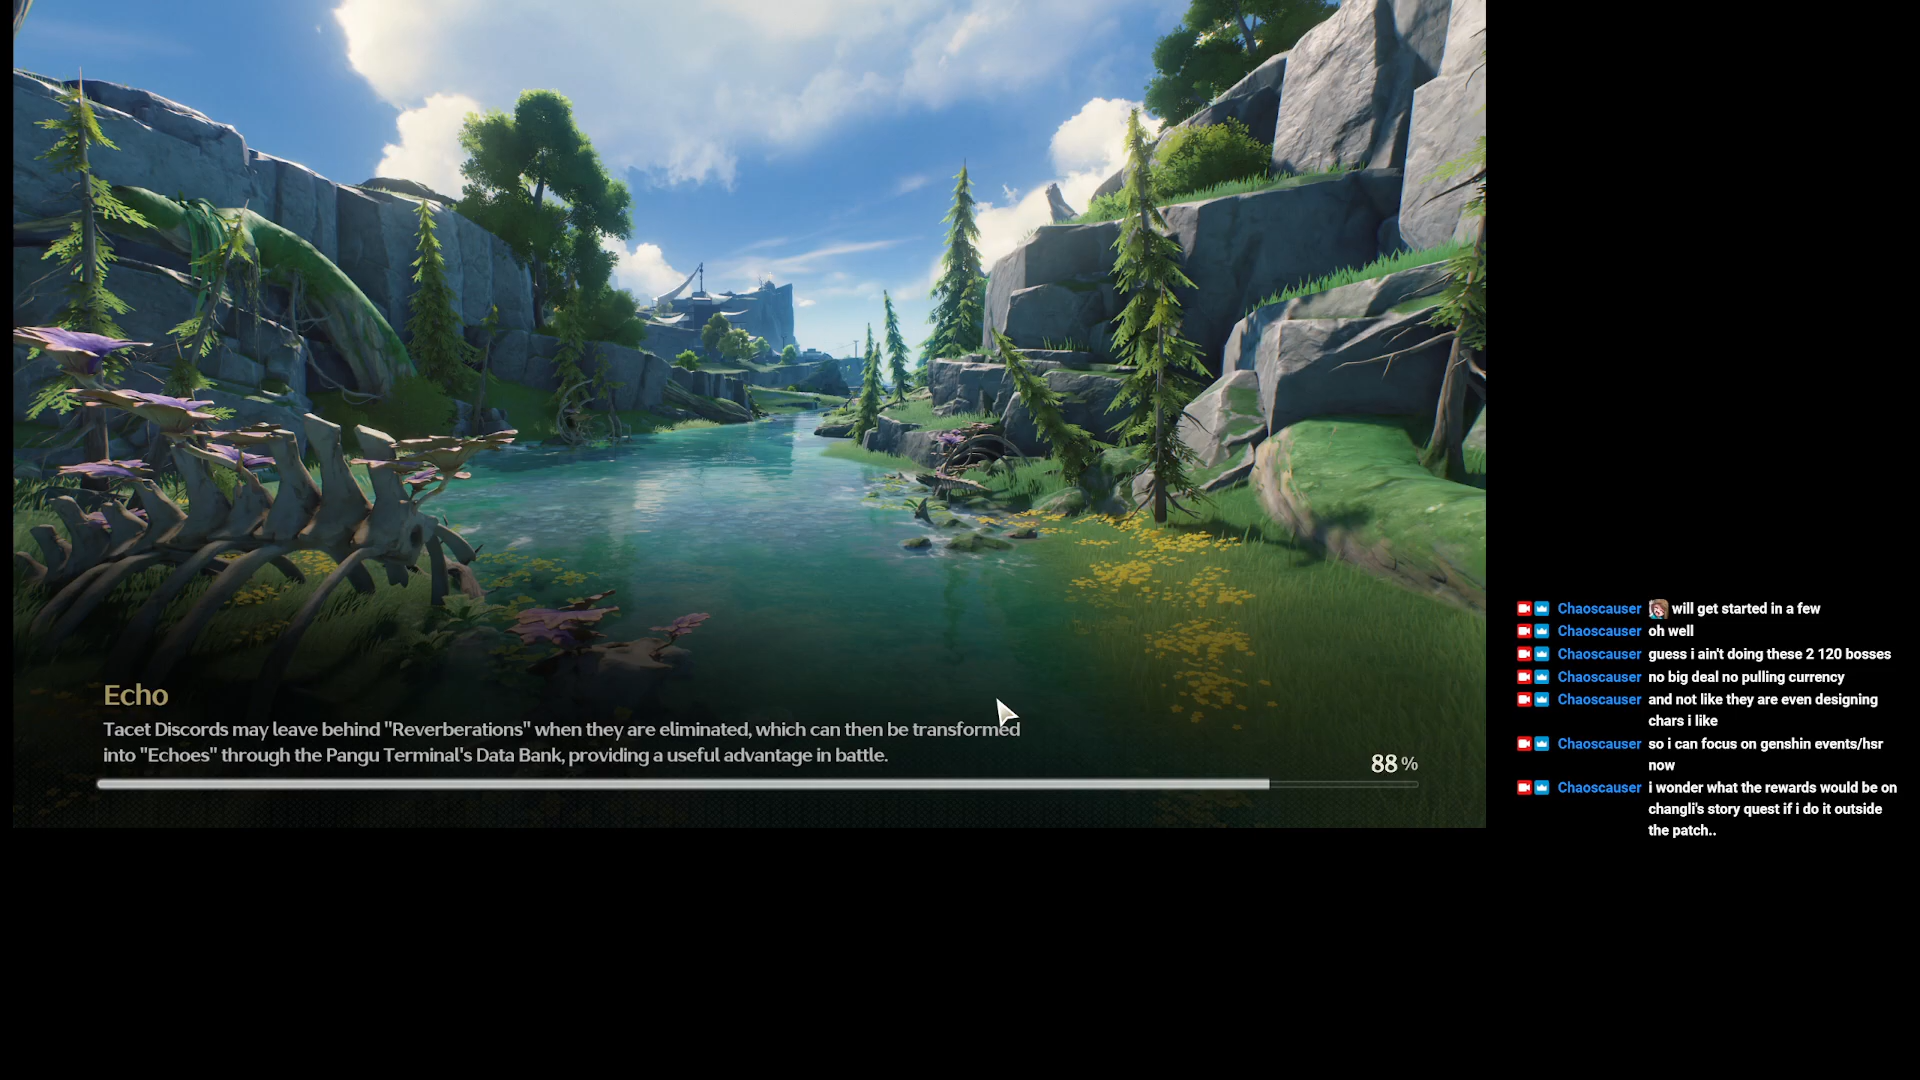 Echo
Tacet Discords may leave behind "Reverberations" when they are eliminated, which can then be transformed
into "Echoes" through the Pangu Terminal's Data Bank, providing a useful advantage in battle.
88%
Chaoscauser will get started in a few
Chaoscauser oh well
Chaoscauser guess i ain't doing these 2 120 bosses
Chaoscauser no big deal no pulling currency
Chaoscauser and not like they are even designing
chars i like
Chaoscauser so i can focus on genshin events/hsr
now
Chaoscauser i wonder what the rewards would be on
changli's story quest if i do it outside
the patch..